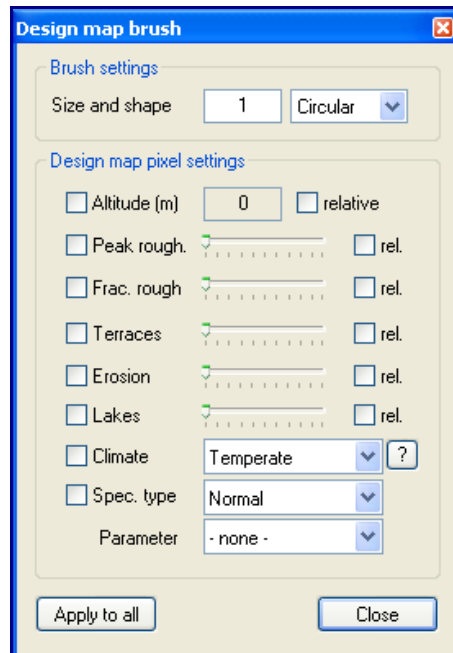 Design map brush
Brush settings
Size and shape 1 Circular
Design map pixel settings
Altitude (m) 0 relative
Peak rough. rel.
Frac. rough rel.
Terraces rel.
Erosion rel.
Lakes rel.
Climate Temperate ?
Spec. type Normal
Parameter - none -
Apply to all Close